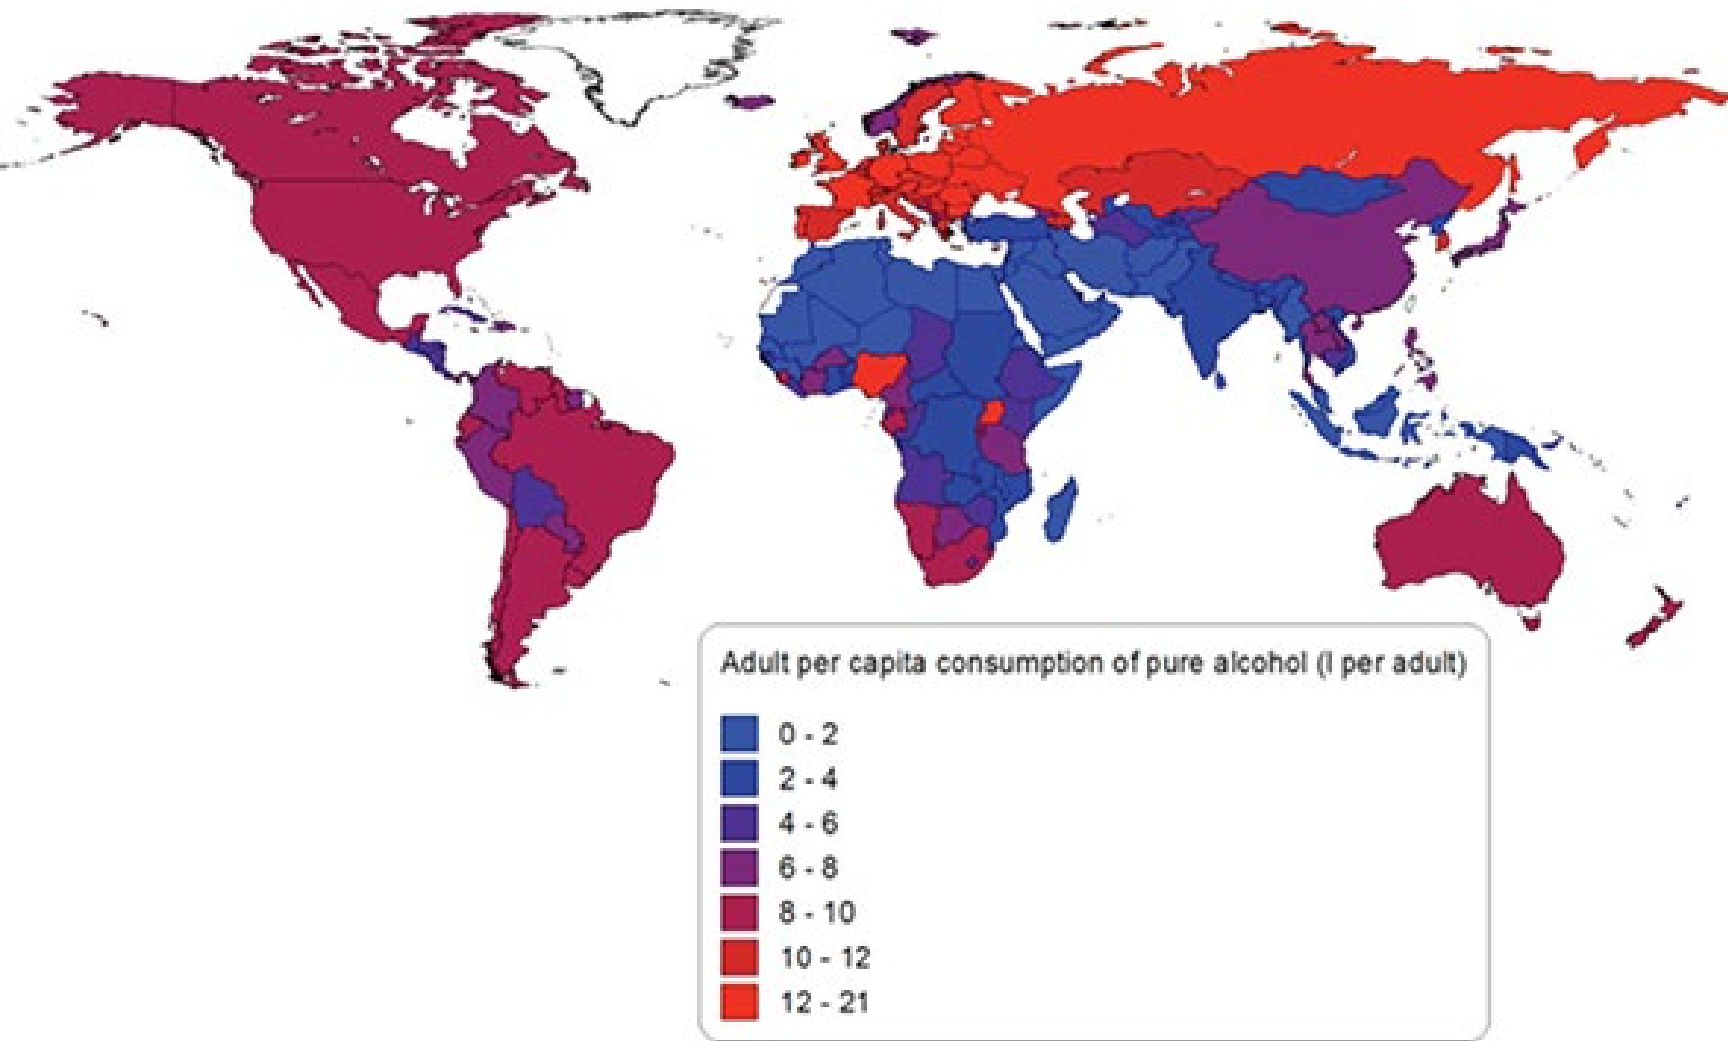 Adult per capita consumption of pure alcohol (l per adult)
0 - 2
2 - 4
4 - 6
6 - 8
8 - 10
10 - 12
12 - 21